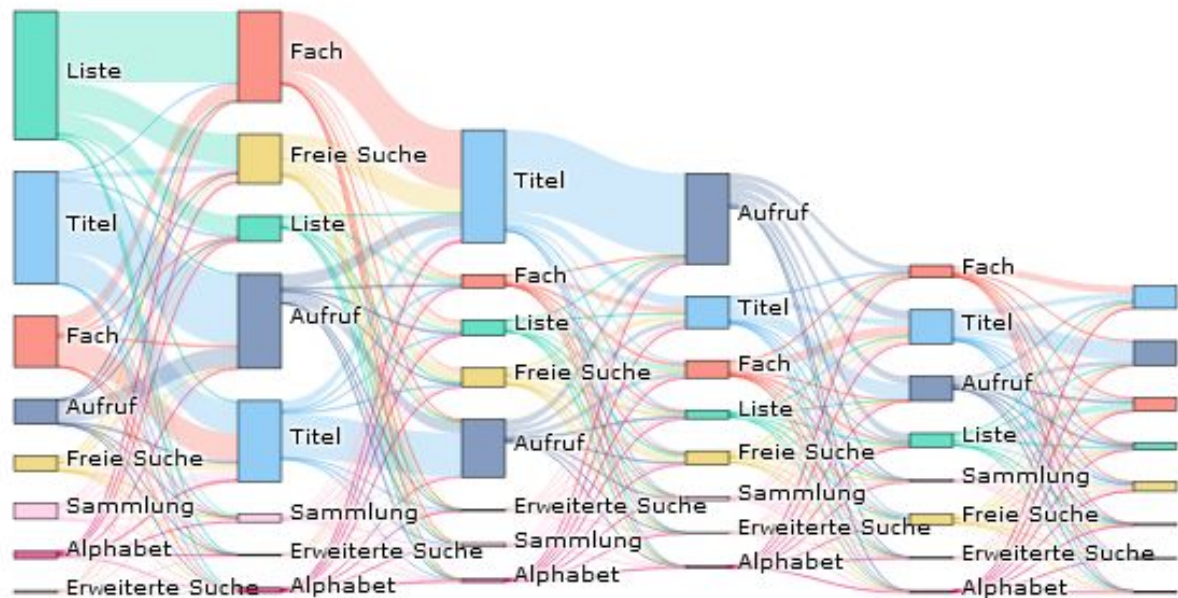 Liste
Titel
Fach
Aufruf
Freie Suche
Sammlung
Alphabet
Erweiterte Suche
Fach
Freie Suche
Liste
Aufruf
Titel
Sammlung
Erweiterte Suche
Alphabet
Titel
Fach
Liste
Freie Suche
Aufruf
Erweiterte Suche
Sammlung
Alphabet
Aufruf
Titel
Fach
Liste
Freie Suche
Sammlung
Erweiterte Suche
Alphabet
Fach
Titel
Aufruf
Liste
Sammlung
Freie Suche
Erweiterte Suche
Alphabet